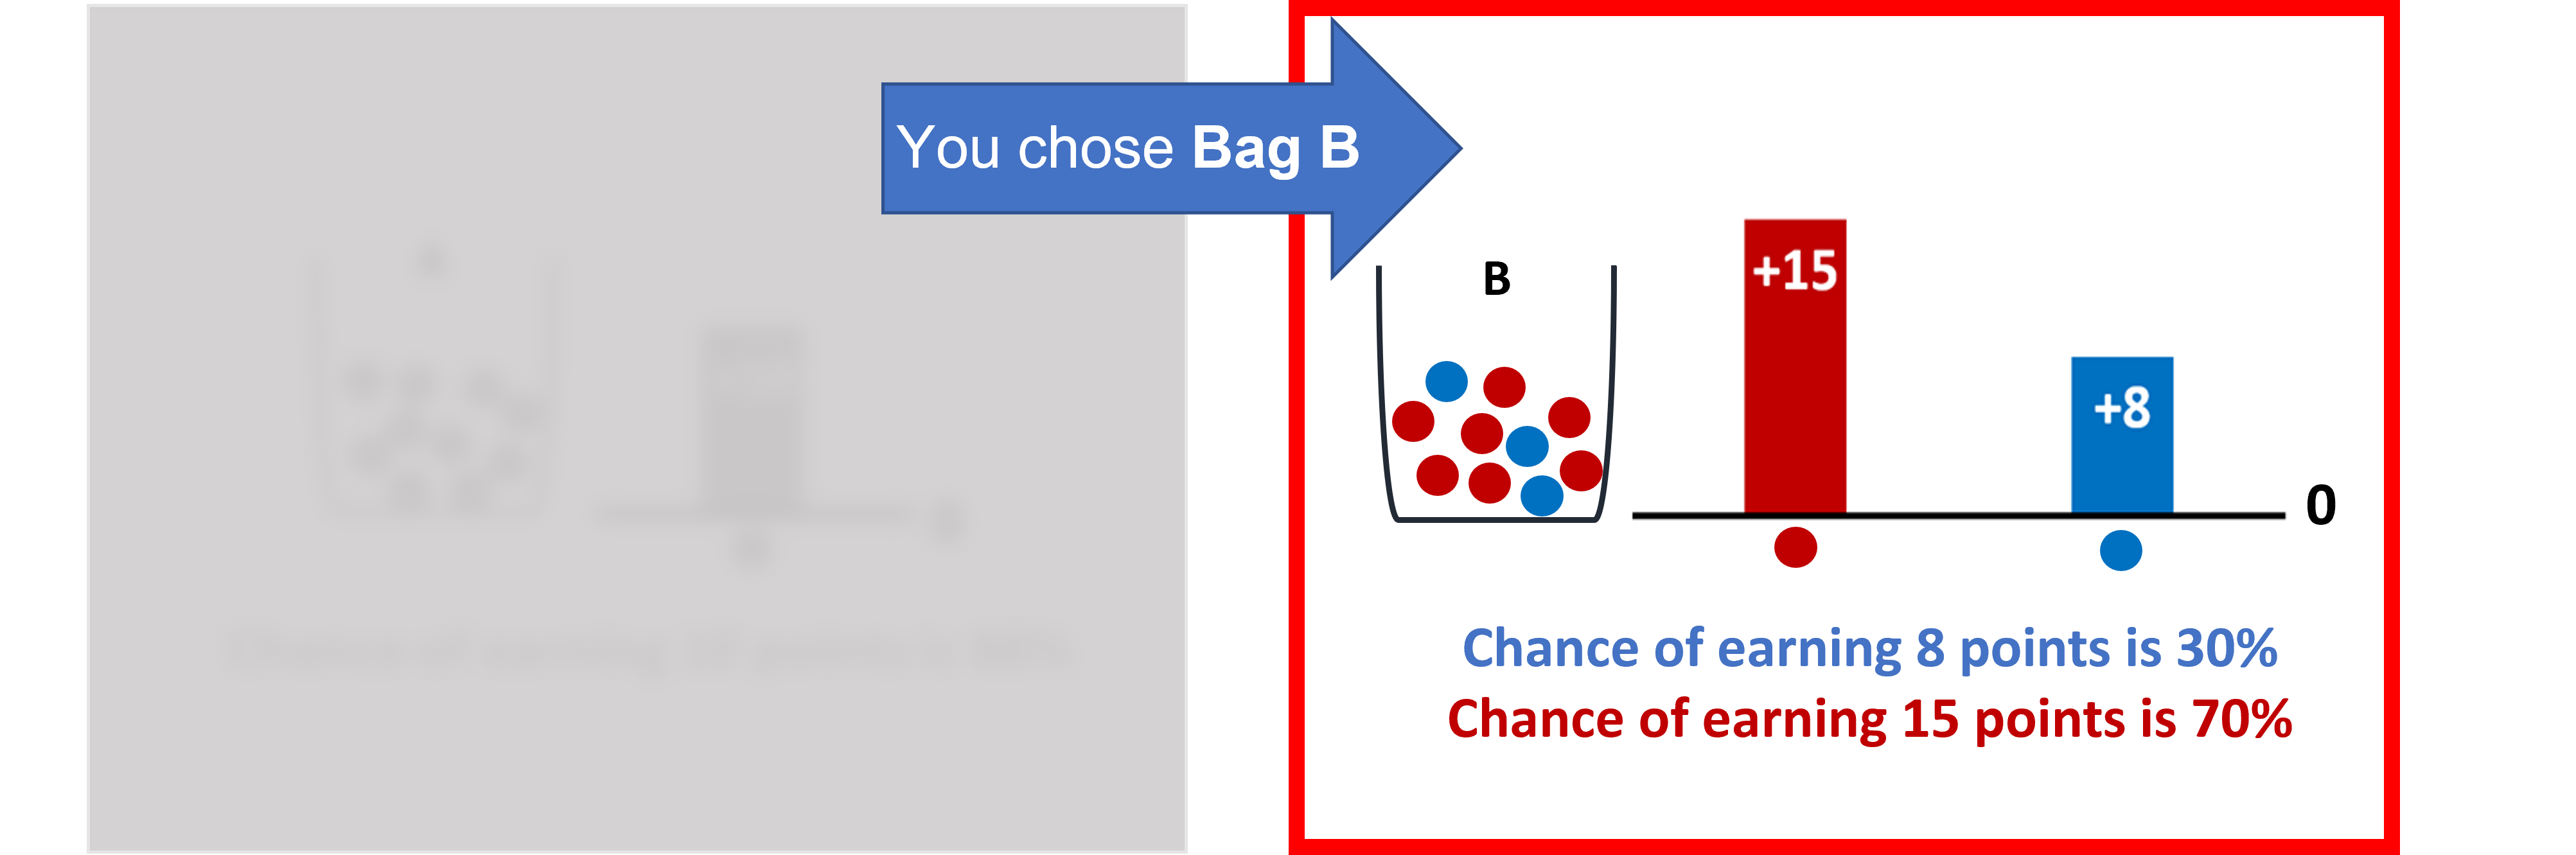 You chose Bag B
B
+15
+8
0
Chance of earning 8 points is 30%
Chance of earning 15 points is 70%